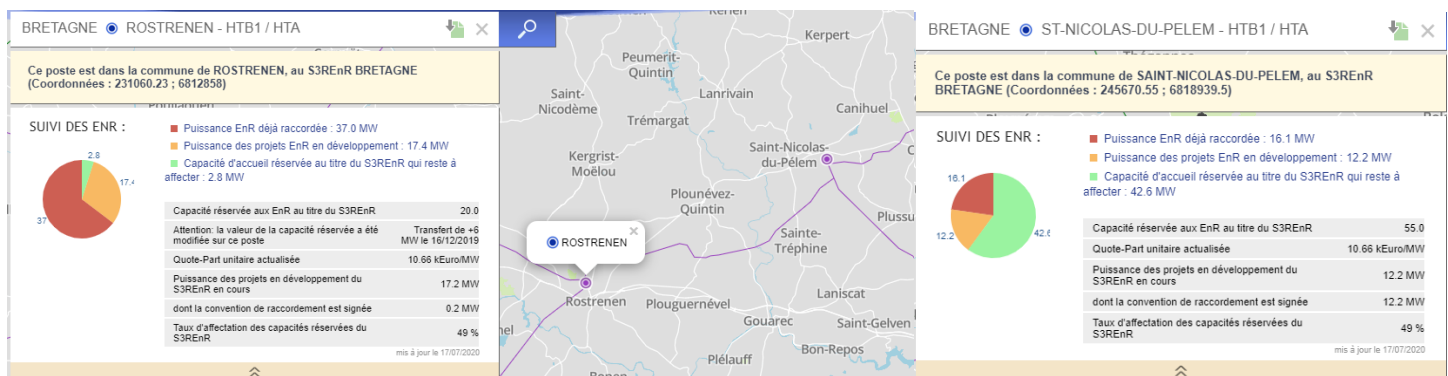 BRETAGNE ROSTRENEN - HTB1 / HTA
Ce poste est dans la commune de ROSTRENEN, au S3REnR BRETAGNE
(Coordonnées : 231060.23 ; 6812858)
SUIVI DES ENR :
Puissance EnR déjà raccordée : 37.0 MW
Puissance des projets EnR en développement : 17.4 MW
Capacité d'accueil réservée au titre du S3REnR qui reste à
affecter : 2.8 MW
2.8
17.4
37
Capacité réservée aux EnR au titre du S3REnR 20.0
Attention: la valeur de la capacité réservée a été
modifiée sur ce poste
Transfert de +6
MW le 16/12/2019
Quote-Part unitaire actualisée 10.66 kEuro/MW
Puissance des projets en développement du
S3REnR en cours
17.2 MW
dont la convention de raccordement est signée 0.2 MW
Taux d'affectation des capacités réservées du
S3REnR
49 %
mis à jour le 17/07/2020
Kerpert
Peumerit-
Quintin
Saint-
Nicodème
Lanrivain
Canihuel
Trémargat
Saint-Nicolas-
du-Pélem
Kergrist-
Moëlou
Plounévez-
Quintin
Plussu
ROSTRENEN
Sainte-
Tréphine
Rostrenen
Plouguernével
Laniscat
Gouarec
Saint-Gelven
Bon-Repos
Plélauff
BRETAGNE ST-NICOLAS-DU-PELEM - HTB1 / HTA
Ce poste est dans la commune de SAINT-NICOLAS-DU-PELEM, au S3REnR
BRETAGNE (Coordonnées : 245670.55 ; 6818939.5)
SUIVI DES ENR :
Puissance EnR déjà raccordée : 16.1 MW
Puissance des projets EnR en développement : 12.2 MW
Capacité d'accueil réservée au titre du S3REnR qui reste à
affecter : 42.6 MW
16.1
12.2
42.6
Capacité réservée aux EnR au titre du S3REnR 55.0
Quote-Part unitaire actualisée 10.66 kEuro/MW
Puissance des projets en développement du
S3REnR en cours
12.2 MW
dont la convention de raccordement est signée 12.2 MW
Taux d'affectation des capacités réservées du
S3REnR
49 %
mis à jour le 17/07/2020